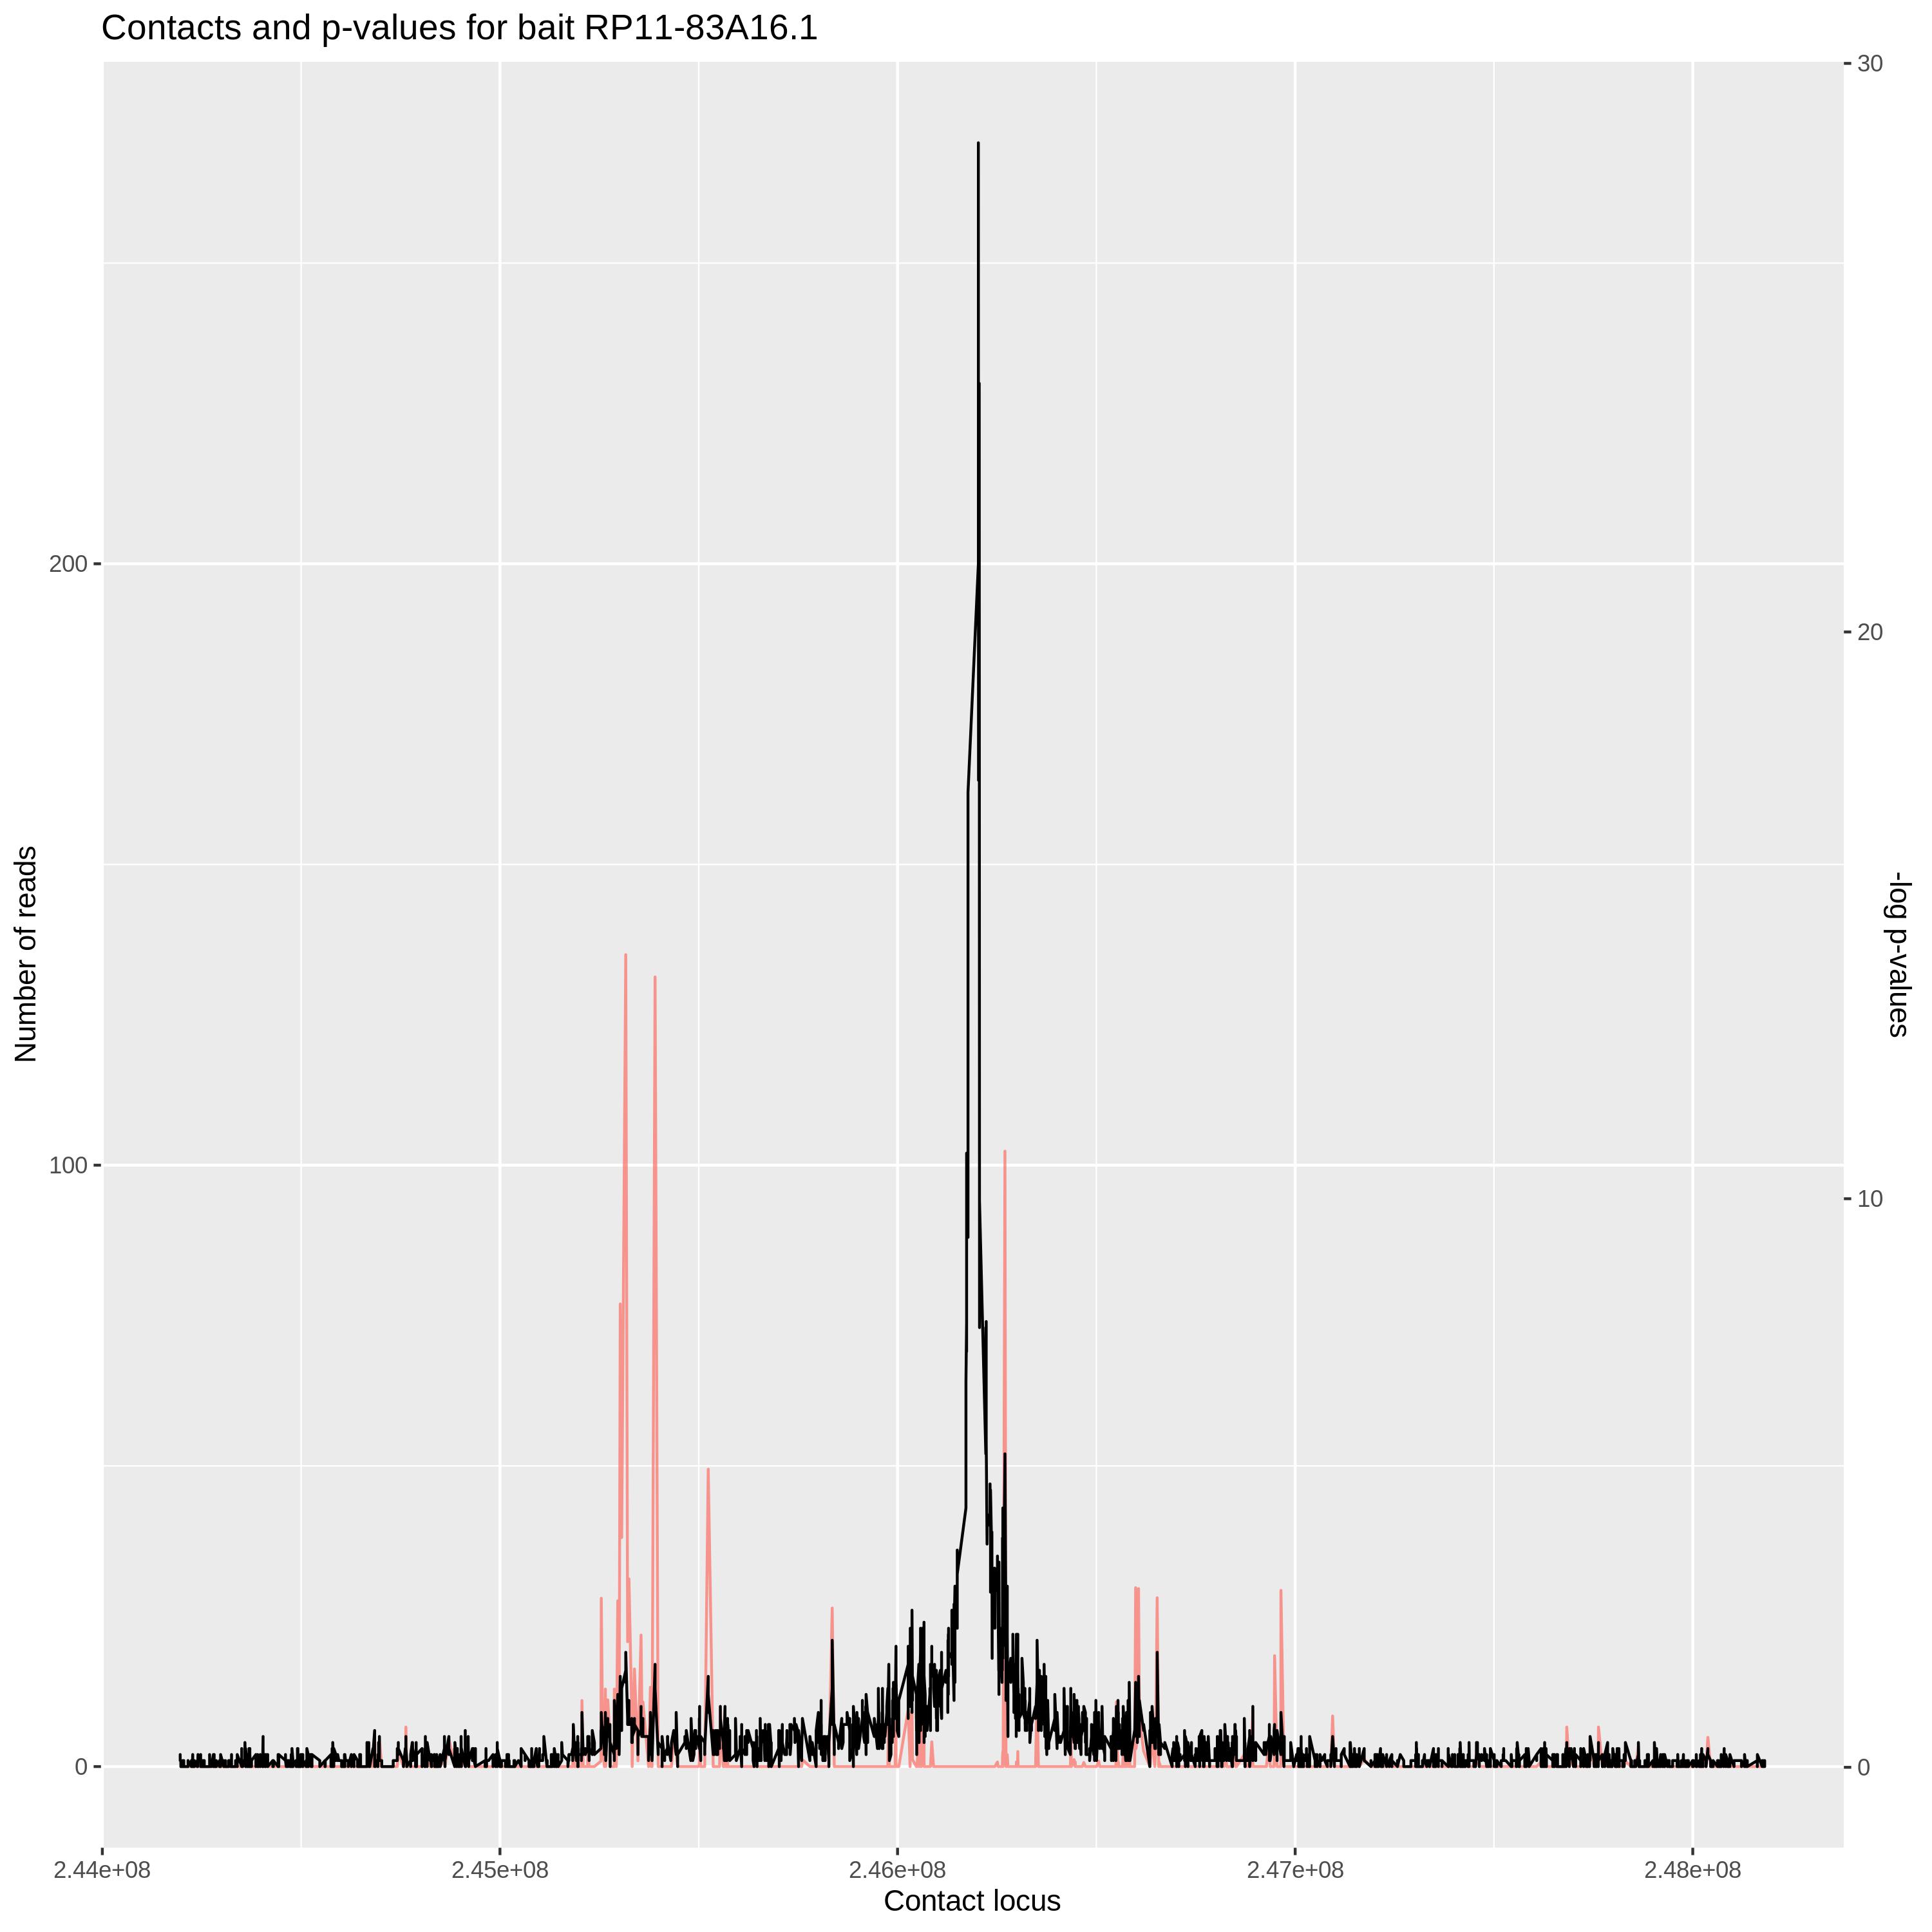 Contacts and p-values for bait RP11-83A16.1
30
200
20
Number of reads
-log p-values
100
10
0
0
2.44e+08 2.45e+08 2.46e+08 2.47e+08 2.48e+08
Contact locus